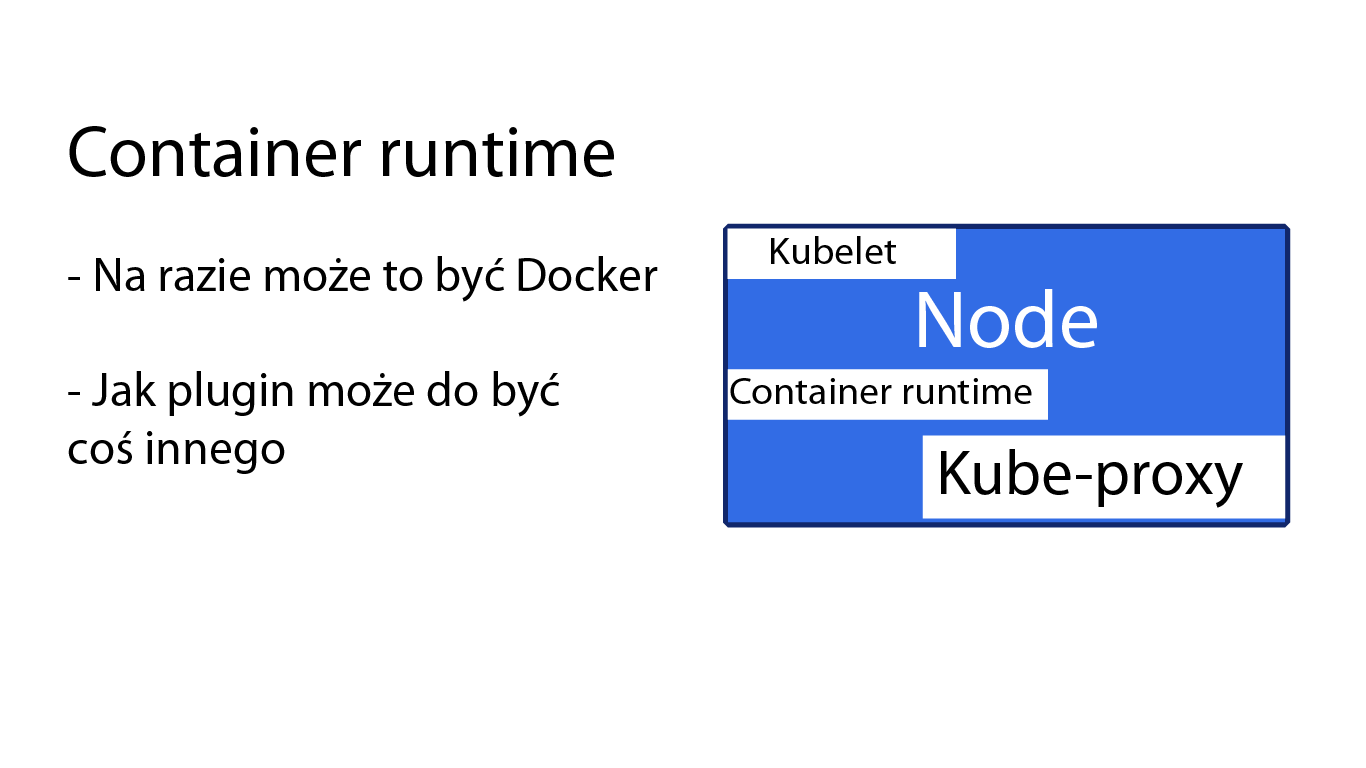 Container runtime
- Na razie może to być Docker
- Jak plugin może do być
coś innego
Kubelet
Node
Container runtime
Kube-proxy